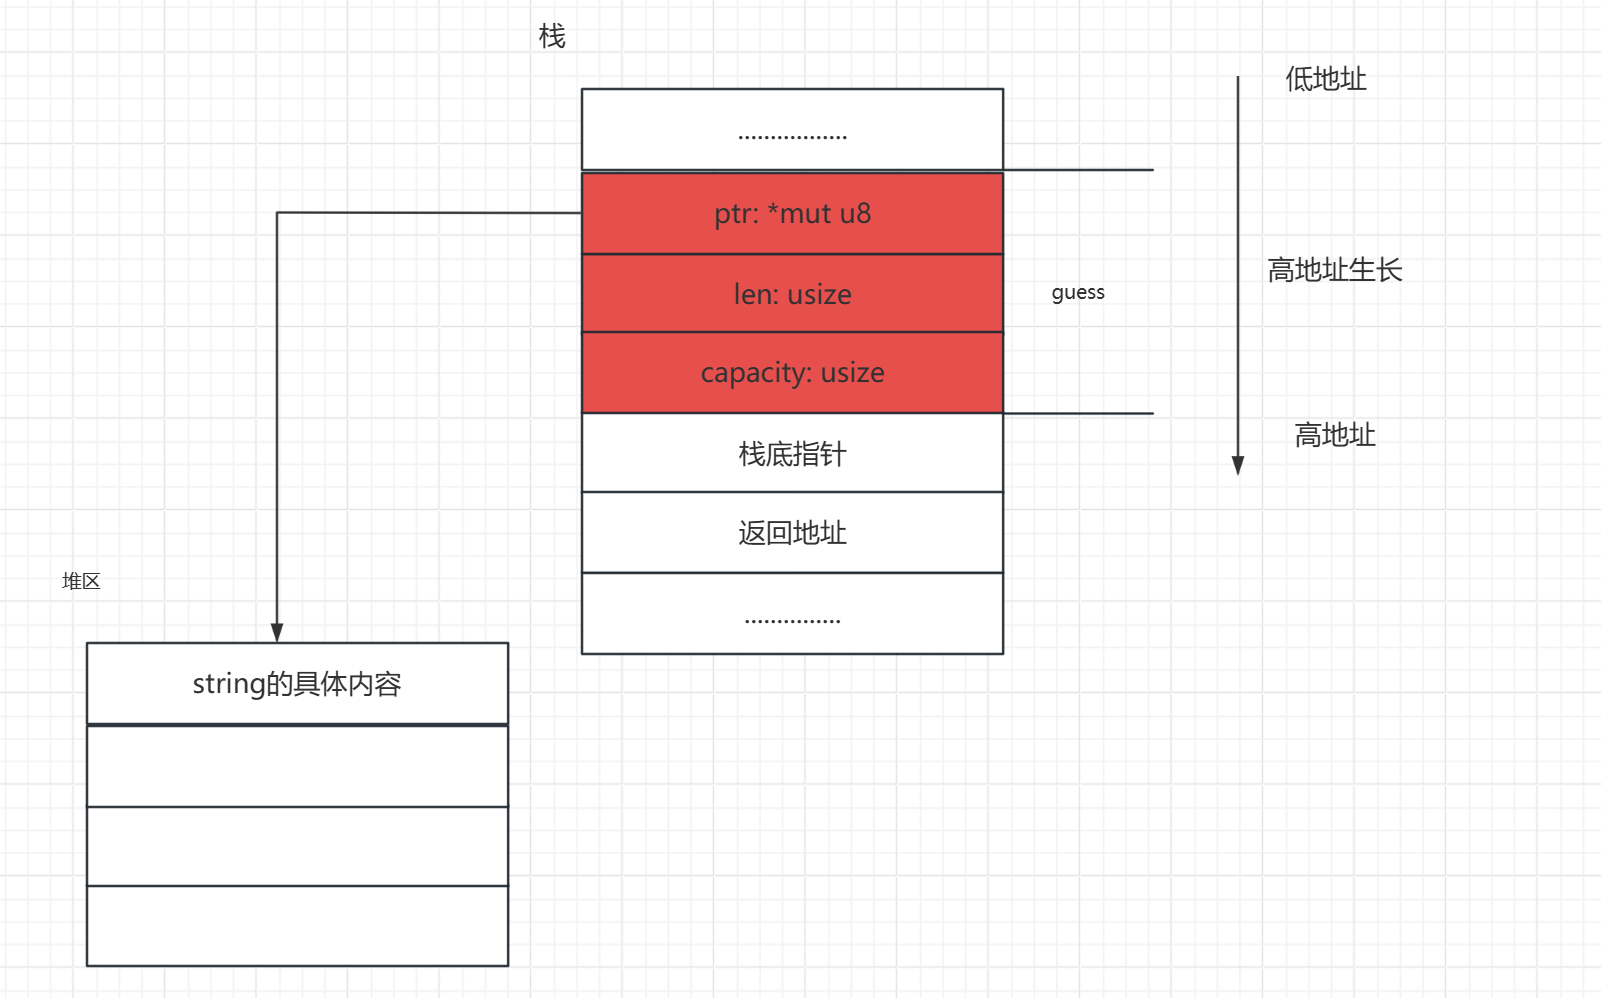 栈
低地址
................
ptr: *mut u8
高地址生长
len: usize
guess
capacity: usize
高地址
栈底指针
返回地址
堆区
...............
string的具体内容